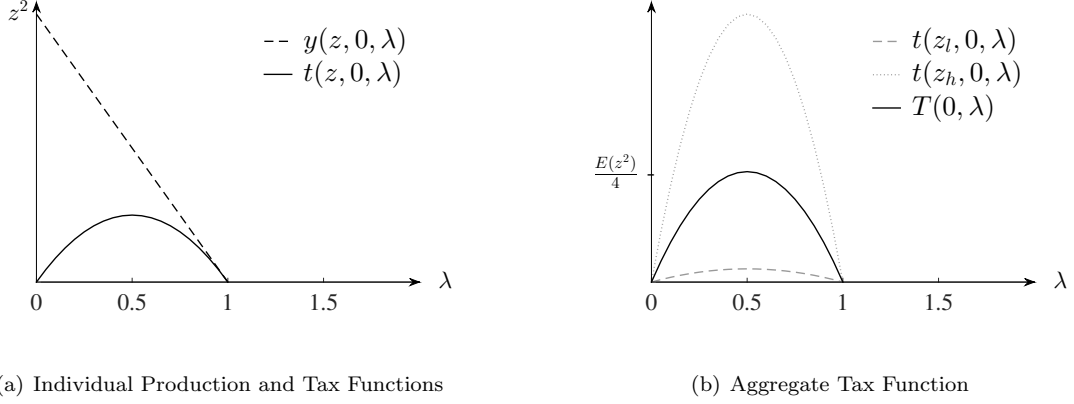 z²
y(z, 0, λ)
t(z, 0, λ)
0 0.5 1 1.5 λ
a) Individual Production and Tax Functions
t(z_l, 0, λ)
t(z_h, 0, λ)
T(0, λ)
E(z²)/4
0 0.5 1 1.5 λ
(b) Aggregate Tax Function